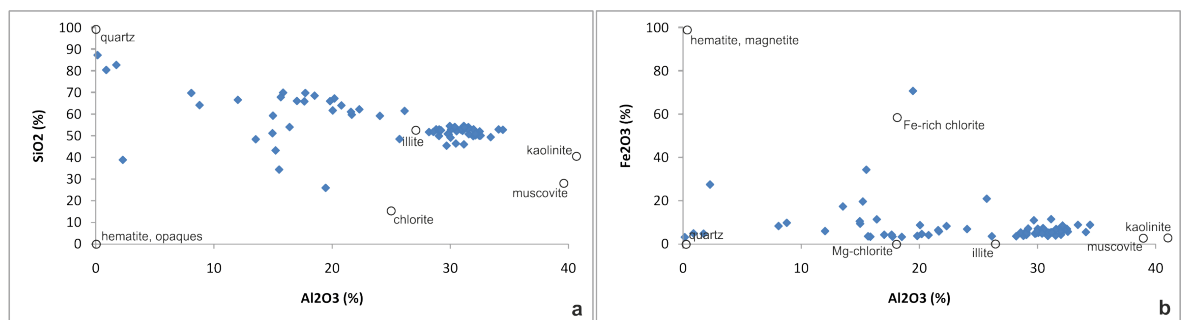 100
90
80
70
60
50
40
30
20
10
0
SiO2 (%)
quartz
illite
kaolinite
muscovite
chlorite
hematite, opaques
0 10 20 30 40
Al2O3 (%)
a
100
80
60
40
20
0
Fe2O3 (%)
hematite, magnetite
Fe-rich chlorite
quartz
Mg-chlorite
illite
kaolinite
muscovite
0 10 20 30 40
Al2O3 (%)
b